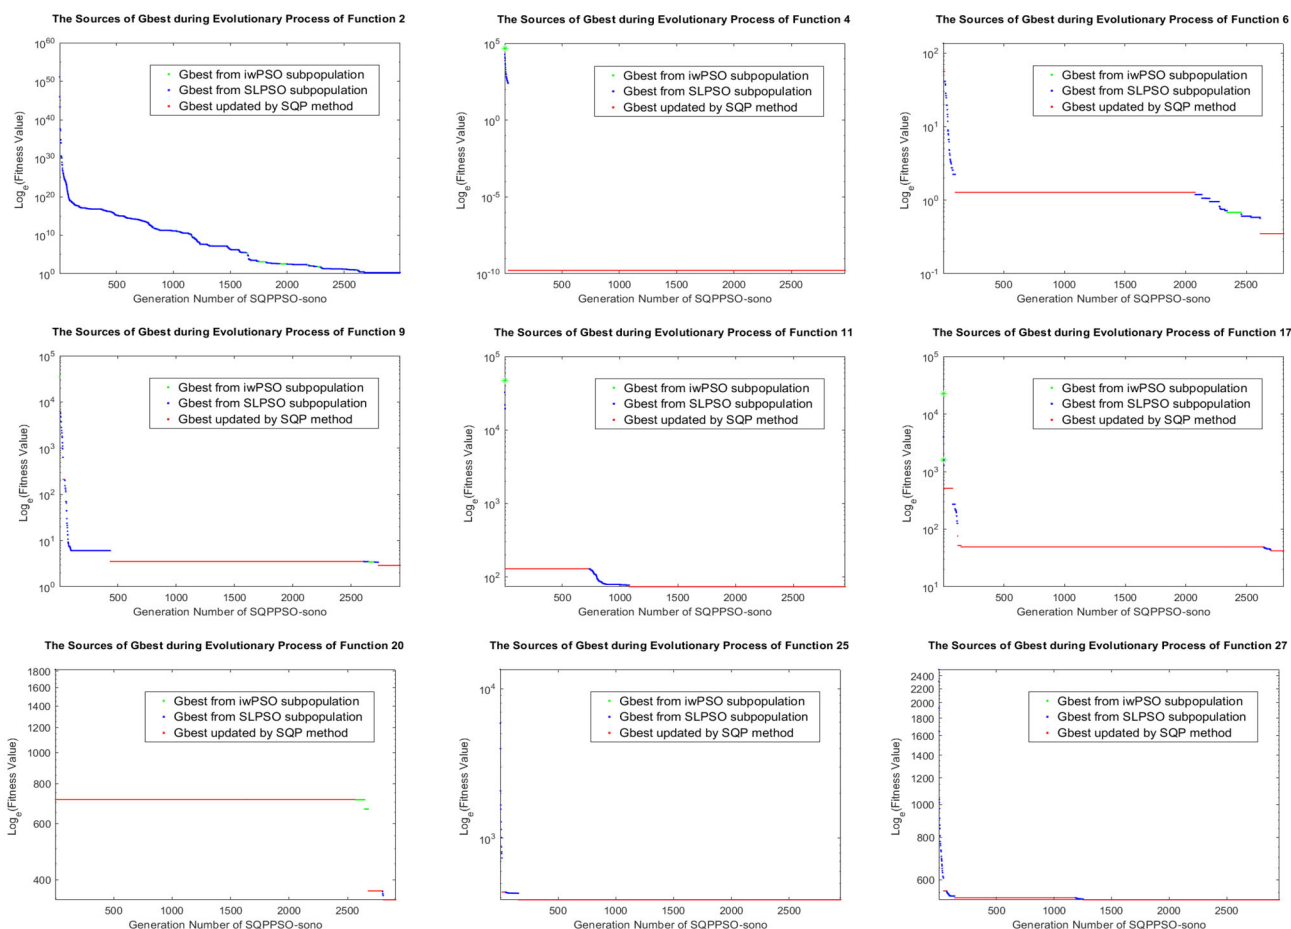 The Sources of Gbest during Evolutionary Process of Function 2
10^60
10^50
10^40
10^30
10^20
10^10
10^0
Log_e(Fitness Value)
Gbest from iwPSO subpopulation
Gbest from SLPSO subpopulation
Gbest updated by SQP method
500 1000 1500 2000 2500
Generation Number of SQPPSO-sono
The Sources of Gbest during Evolutionary Process of Function 4
10^5
10^0
10^-5
10^-10
Log_e(Fitness Value)
Gbest from iwPSO subpopulation
Gbest from SLPSO subpopulation
Gbest updated by SQP method
500 1000 1500 2000 2500
Generation Number of SQPPSO-sono
The Sources of Gbest during Evolutionary Process of Function 6
10^2
10^1
10^0
10^-1
Log_e(Fitness Value)
Gbest from iwPSO subpopulation
Gbest from SLPSO subpopulation
Gbest updated by SQP method
500 1000 1500 2000 2500
Generation Number of SQPPSO-sono
The Sources of Gbest during Evolutionary Process of Function 9
10^5
10^4
10^3
10^2
10^1
10^0
Log_e(Fitness Value)
Gbest from iwPSO subpopulation
Gbest from SLPSO subpopulation
Gbest updated by SQP method
500 1000 1500 2000 2500
Generation Number of SQPPSO-sono
The Sources of Gbest during Evolutionary Process of Function 11
10^5
10^4
10^3
10^2
Log_e(Fitness Value)
Gbest from iwPSO subpopulation
Gbest from SLPSO subpopulation
Gbest updated by SQP method
500 1000 1500 2000 2500
Generation Number of SQPPSO-sono
The Sources of Gbest during Evolutionary Process of Function 17
10^5
10^4
10^3
10^2
10^1
Log_e(Fitness Value)
Gbest from iwPSO subpopulation
Gbest from SLPSO subpopulation
Gbest updated by SQP method
500 1000 1500 2000 2500
Generation Number of SQPPSO-sono
The Sources of Gbest during Evolutionary Process of Function 20
1800
1600
1400
1200
1000
800
600
400
Log_e(Fitness Value)
Gbest from iwPSO subpopulation
Gbest from SLPSO subpopulation
Gbest updated by SQP method
500 1000 1500 2000 2500
Generation Number of SQPPSO-sono
The Sources of Gbest during Evolutionary Process of Function 25
10^4
10^3
Log_e(Fitness Value)
Gbest from iwPSO subpopulation
Gbest from SLPSO subpopulation
Gbest updated by SQP method
500 1000 1500 2000 2500
Generation Number of SQPPSO-sono
The Sources of Gbest during Evolutionary Process of Function 27
2400
2200
2000
1800
1600
1400
1200
1000
800
600
Log_e(Fitness Value)
Gbest from iwPSO subpopulation
Gbest from SLPSO subpopulation
Gbest updated by SQP method
500 1000 1500 2000 2500
Generation Number of SQPPSO-sono